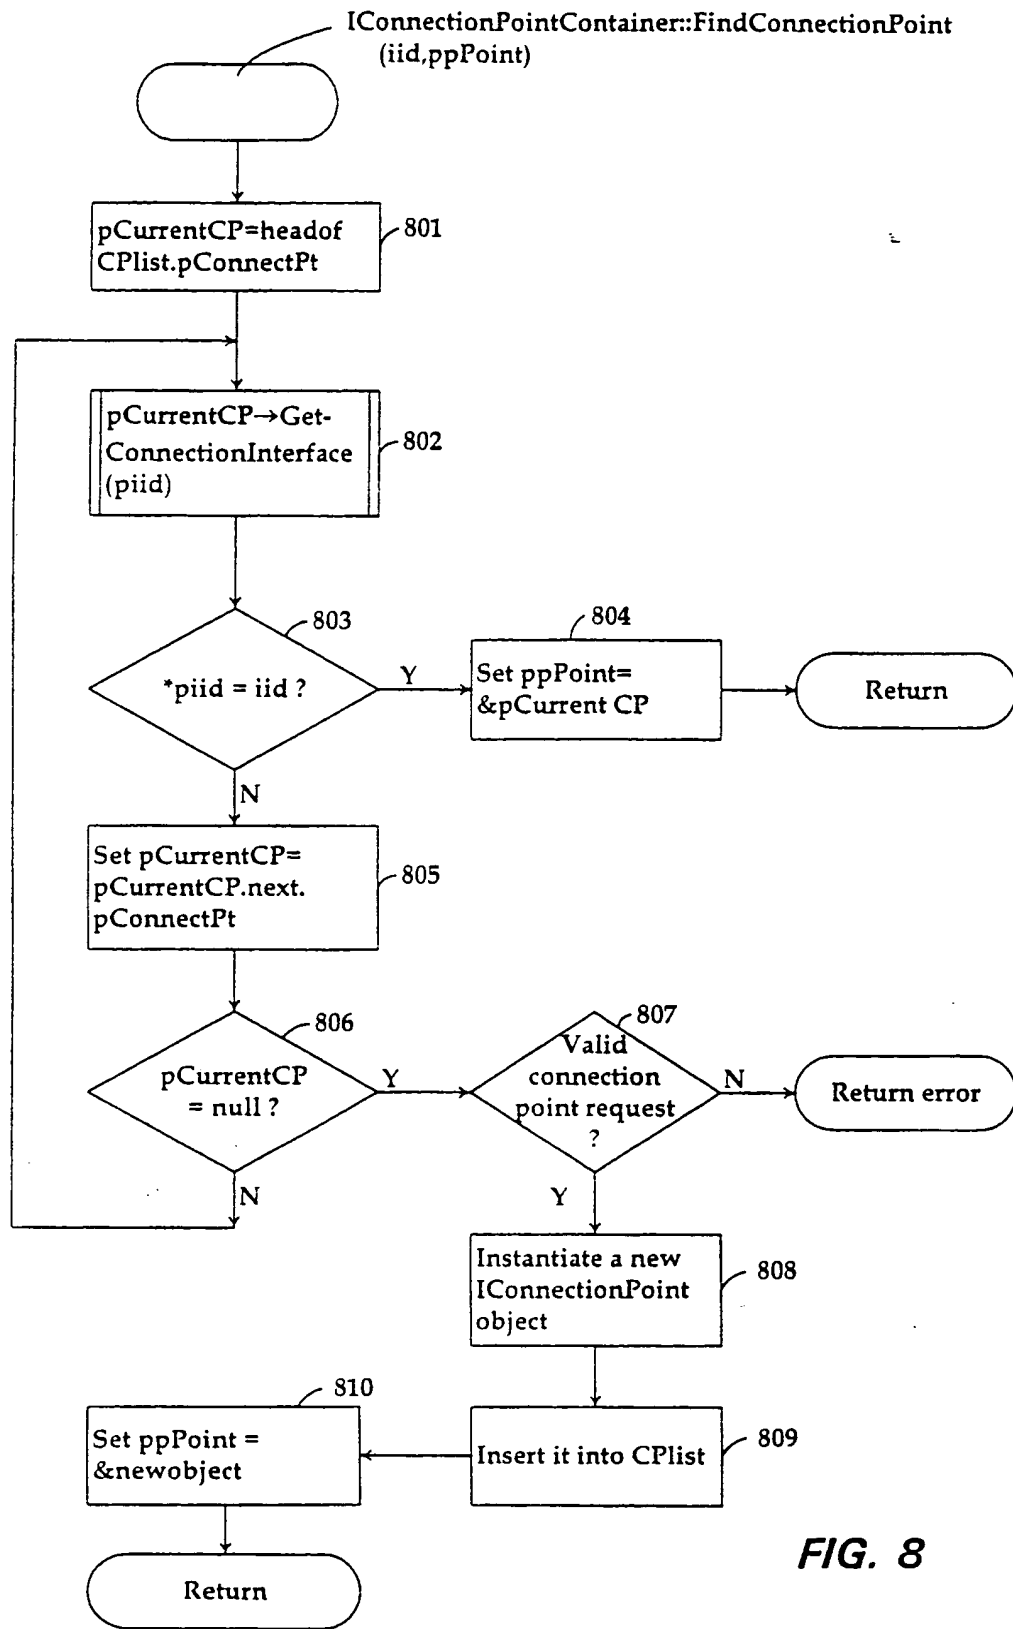 IConnectionPointContainer::FindConnectionPoint
(iid,ppPoint)
pCurrentCP=headof
CPlist.pConnectPt
801
pCurrentCP→Get-
ConnectionInterface
(piid)
802
803
*piid = iid ?
Y
N
804
Set ppPoint=
&pCurrent CP
Return
Set pCurrentCP=
pCurrentCP.next.
pConnectPt
805
806
pCurrentCP
= null ?
Y
N
807
Valid
connection
point request
?
N
Y
Return error
Instantiate a new
IConnectionPoint
object
808
Insert it into CPlist
809
810
Set ppPoint =
&newobject
Return
FIG. 8